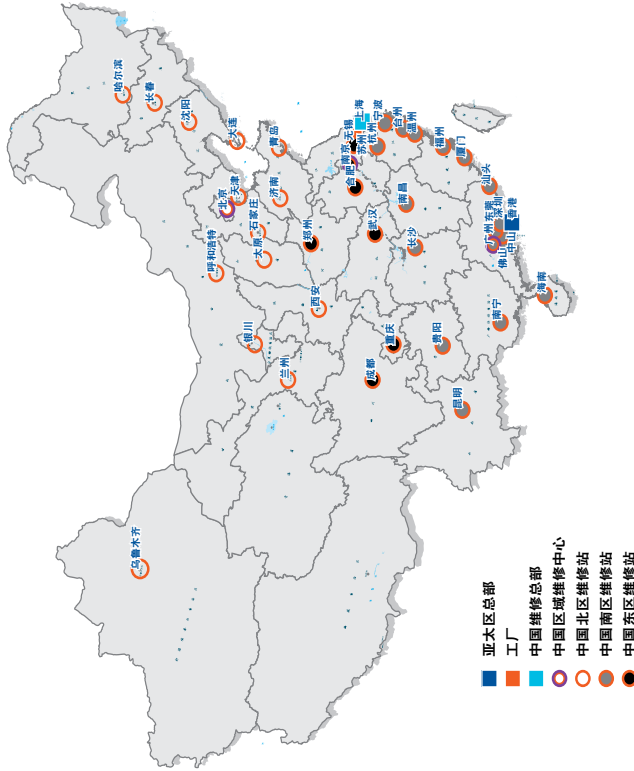 哈尔滨
长春
沈阳
大连
北京
天津
呼和浩特
石家庄
太原
济南
青岛
银川
西安
郑州
兰州
乌鲁木齐
合肥
南京
无锡
苏州
上海
杭州
宁波
台州
温州
武汉
南昌
长沙
福州
厦门
成都
重庆
贵阳
昆明
汕头
广州
东莞
深圳
佛山
中山
香港
南宁
海南
亚太区总部
工厂
中国维修总部
中国区域维修中心
中国北区维修站
中国南区维修站
中国东区维修站